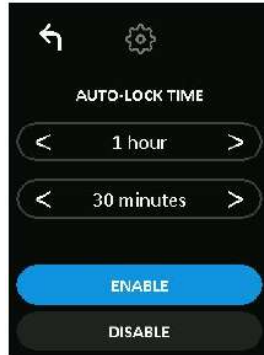 AUTO-LOCK TIME
< 1 hour >
< 30 minutes >
ENABLE
DISABLE